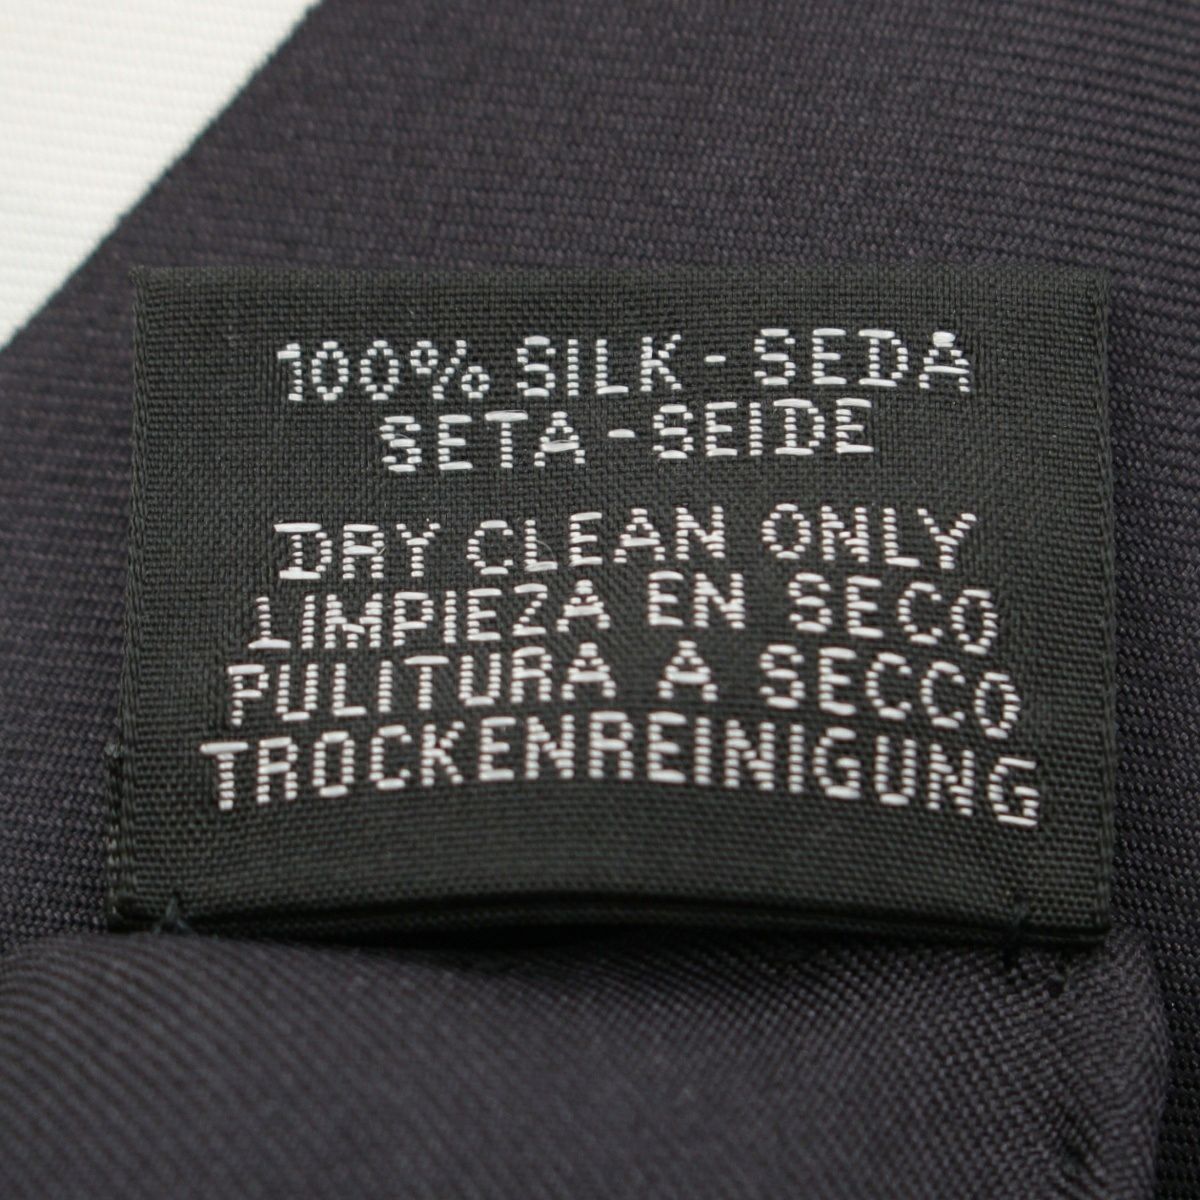 100% SILK - SEDA
SETA - SEIDE
DRY CLEAN ONLY
LIMPIEZA EN SECO
PULITURA A SECCO
TROCKENREINIGUNG